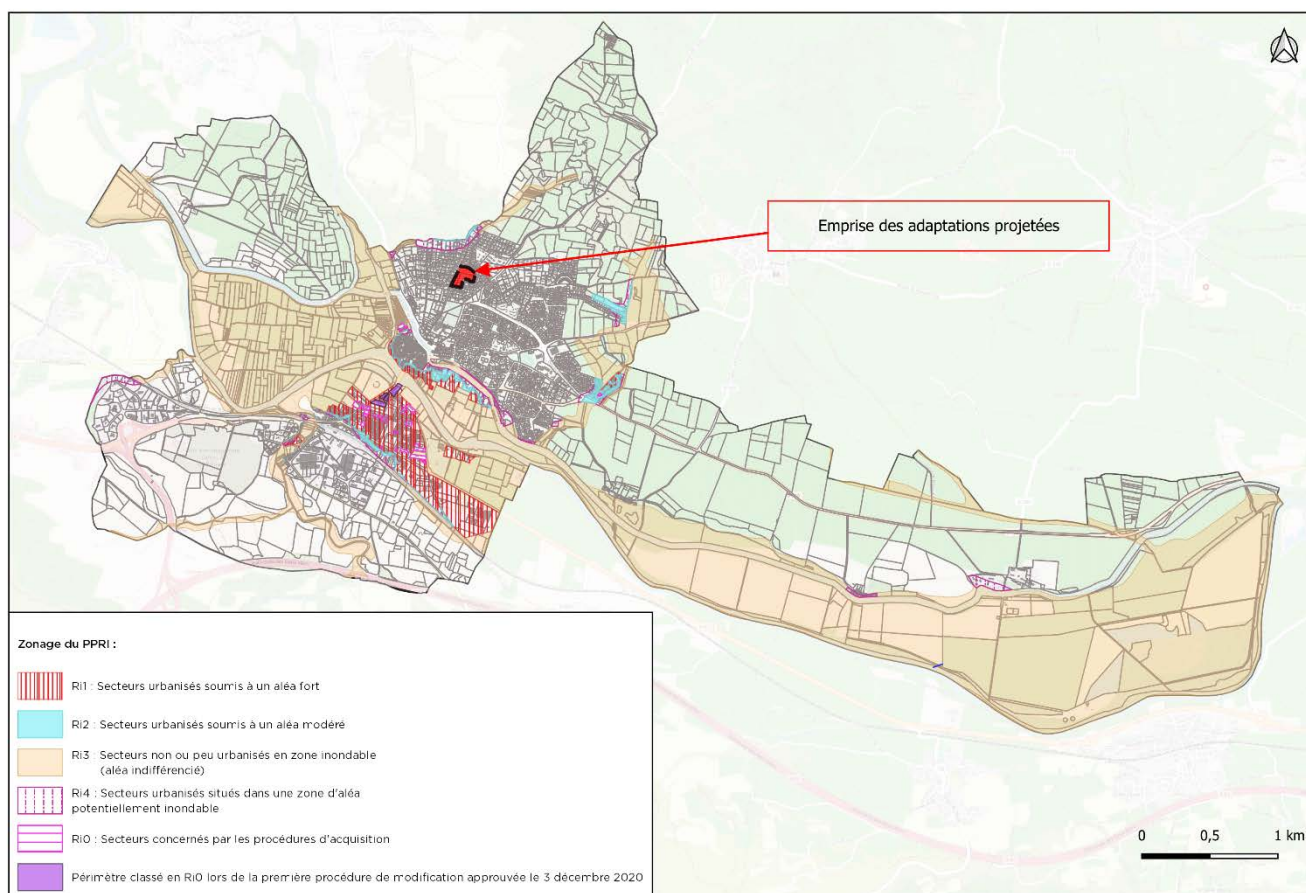 Emprise des adaptations projetées
Zonage du PPRI :
Ri1 : Secteurs urbanisés soumis à un aléa fort
Ri2 : Secteurs urbanisés soumis à un aléa modéré
Ri3 : Secteurs non ou peu urbanisés en zone inondable
(aléa indifférencié)
Ri4 : Secteurs urbanisés situés dans une zone d'aléa
potentiellement inondable
Ri0 : Secteurs concernés par les procédures d'acquisition
Périmètre classé en Ri0 lors de la première procédure de modification approuvée le 3 décembre 2020
0 0,5 1 km